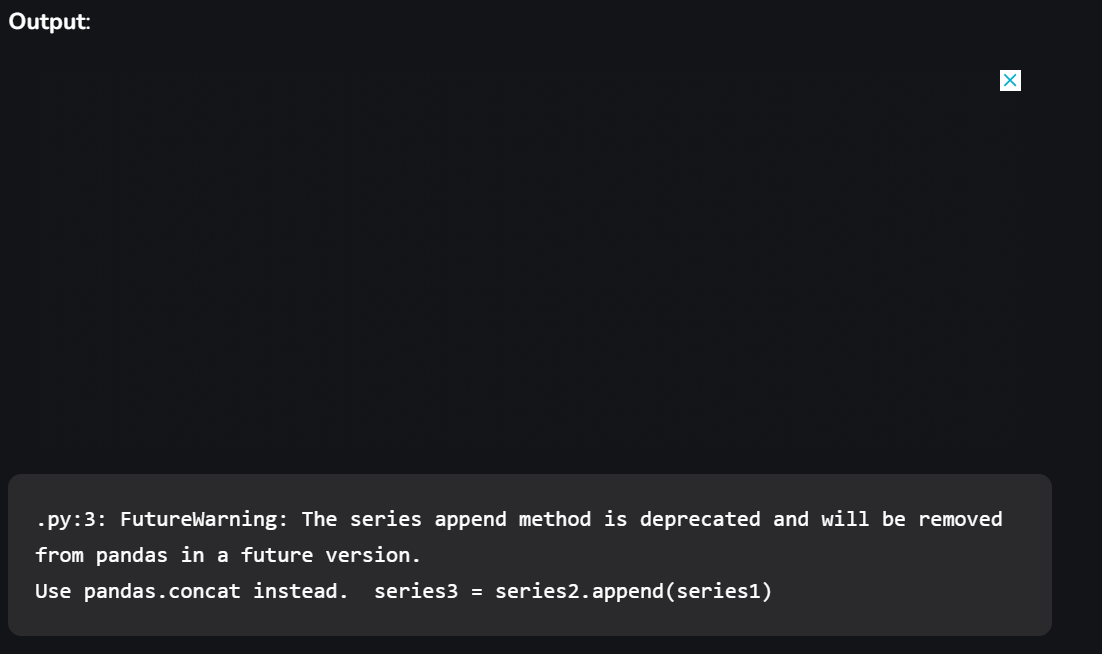 Output:
.py:3: FutureWarning: The series append method is deprecated and will be removed
from pandas in a future version.
Use pandas.concat instead.  series3 = series2.append(series1)